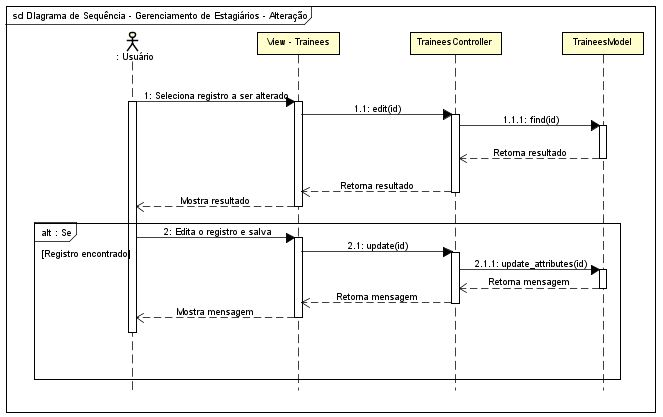 sd Diagrama de Sequência - Gerenciamento de Estagiários - Alteração
: Usuário
View - Trainees
TraineesController
TraineesModel
1: Seleciona registro a ser alterado
1.1: edit(id)
1.1.1: find(id)
Retorna resultado
Retorna resultado
Mostra resultado
alt : Se
[Registro encontrado]
2: Edita o registro e salva
2.1: update(id)
2.1.1: update_attributes(id)
Retorna mensagem
Retorna mensagem
Mostra mensagem